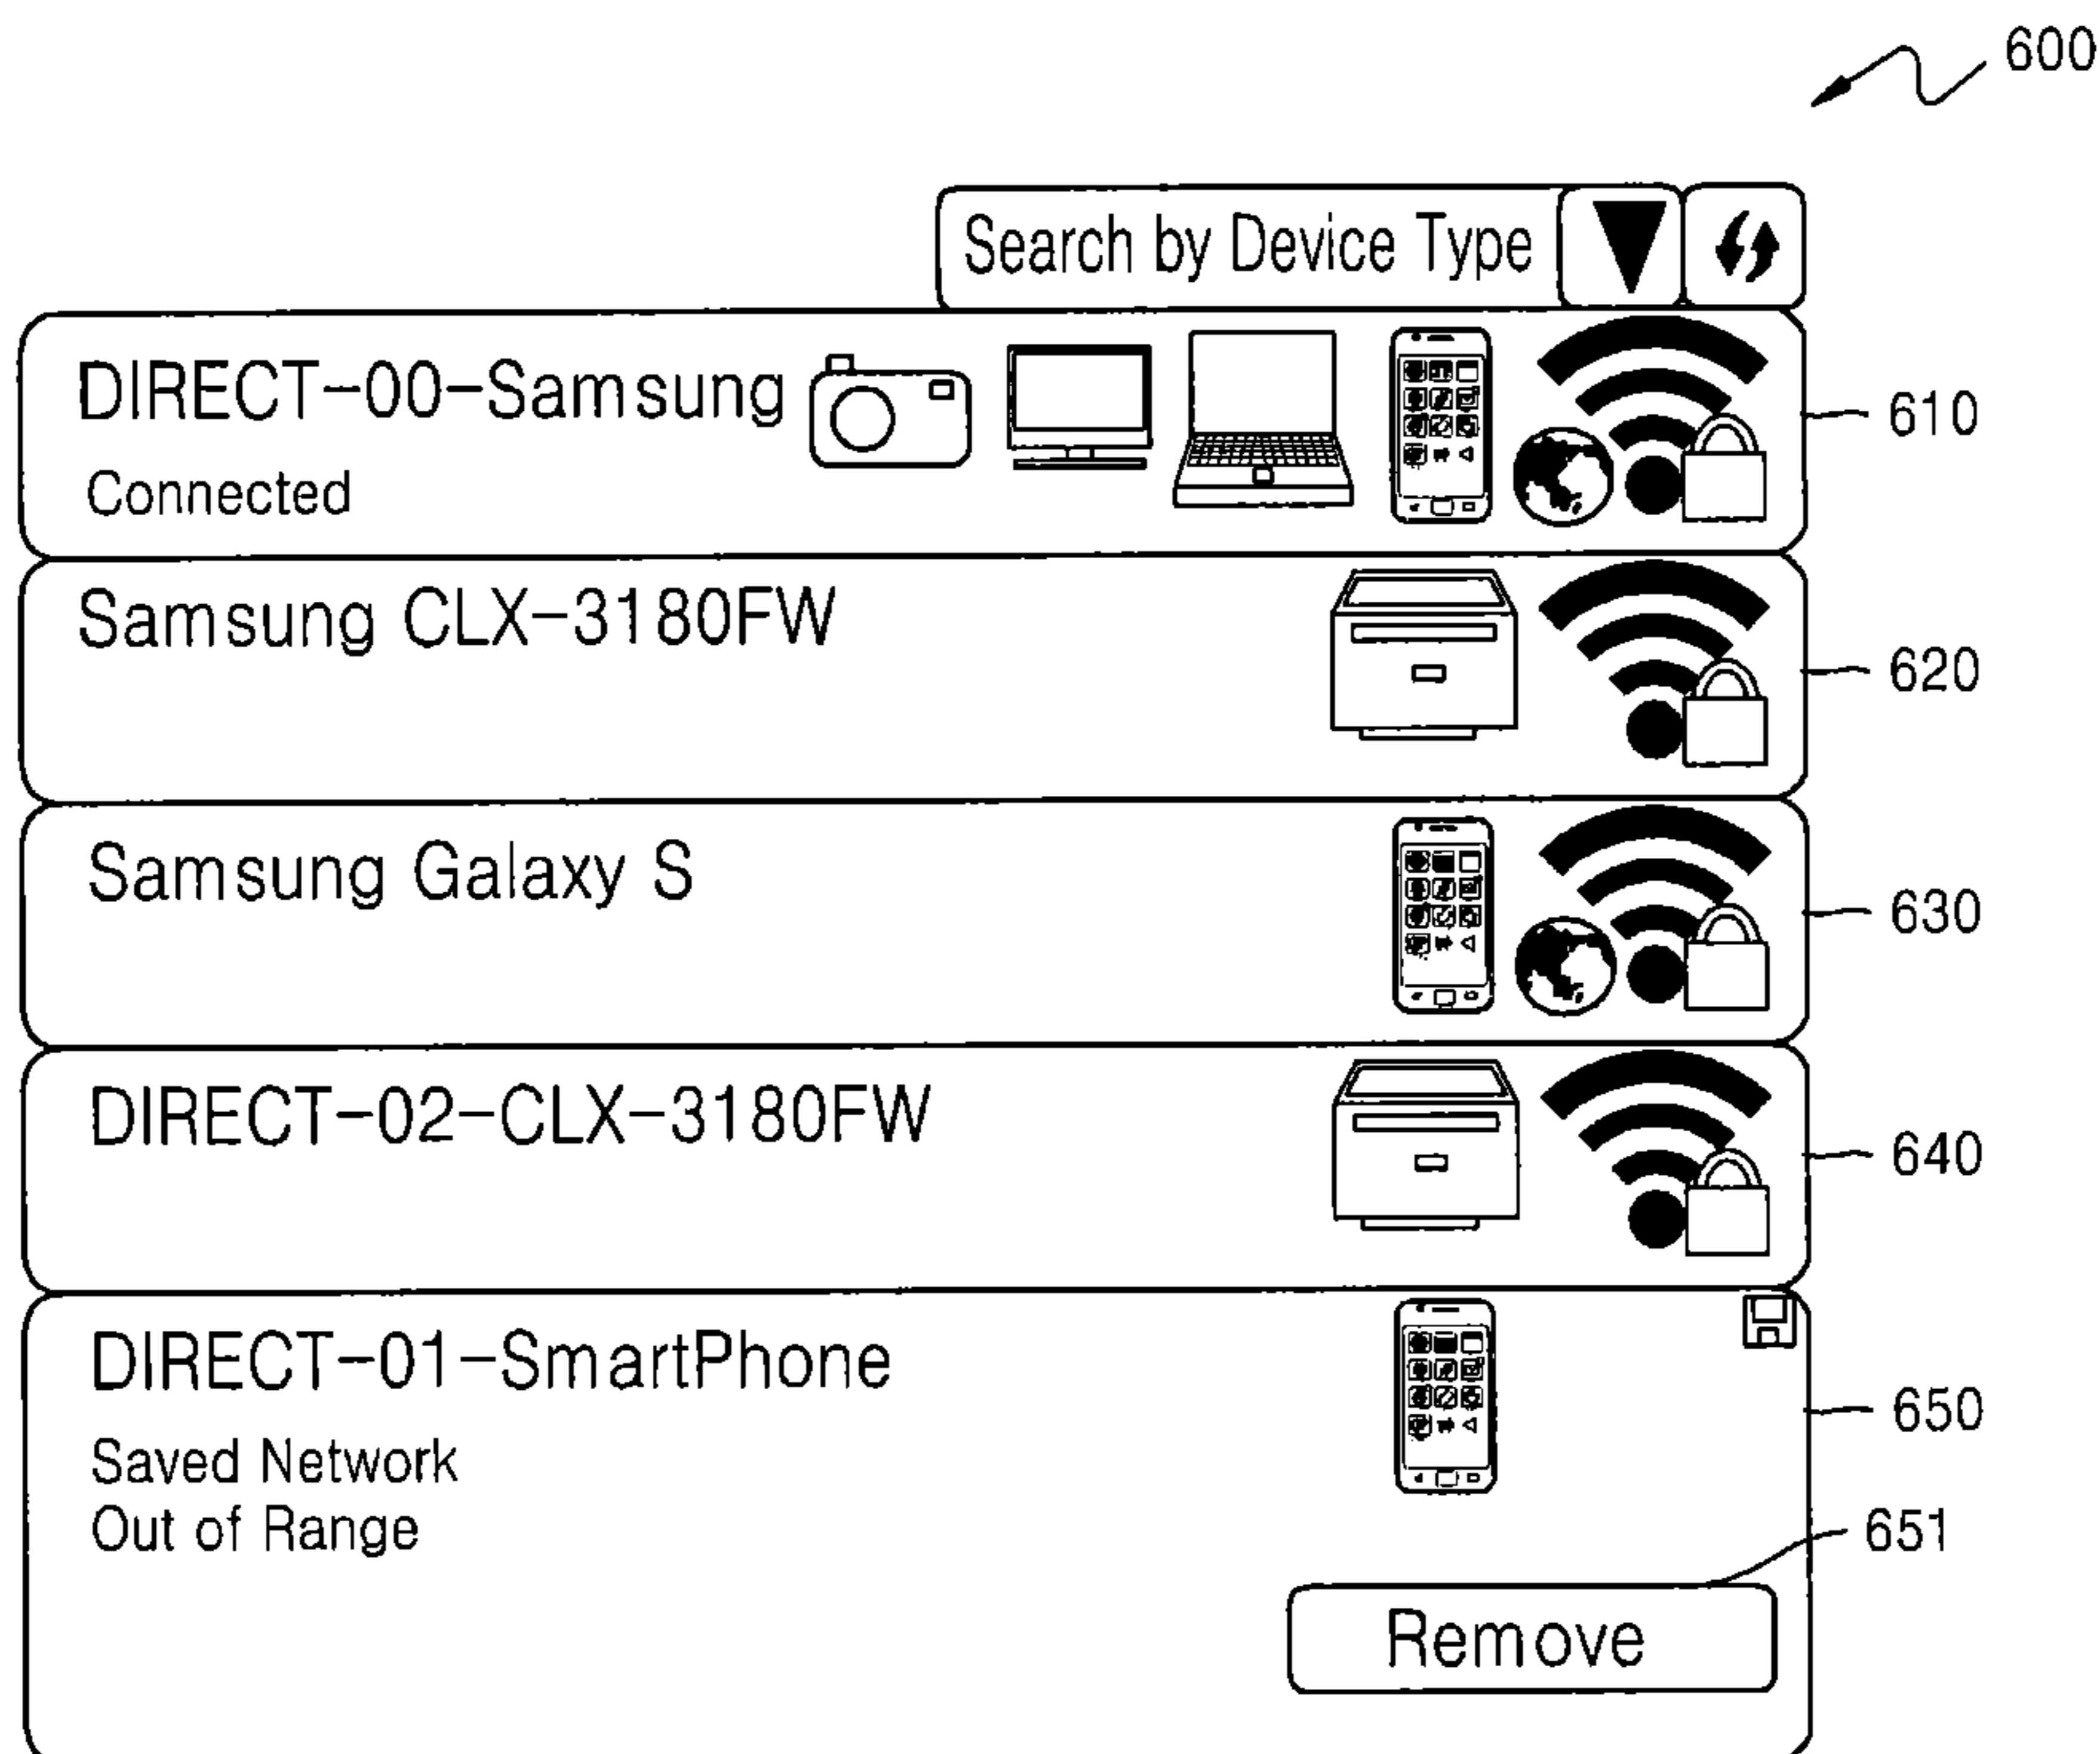 600
Search by Device Type
DIRECT-00-Samsung
Connected
610
Samsung CLX-3180FW
620
Samsung Galaxy S
630
DIRECT-02-CLX-3180FW
640
DIRECT-01-SmartPhone
Saved Network
Out of Range
650
651
Remove